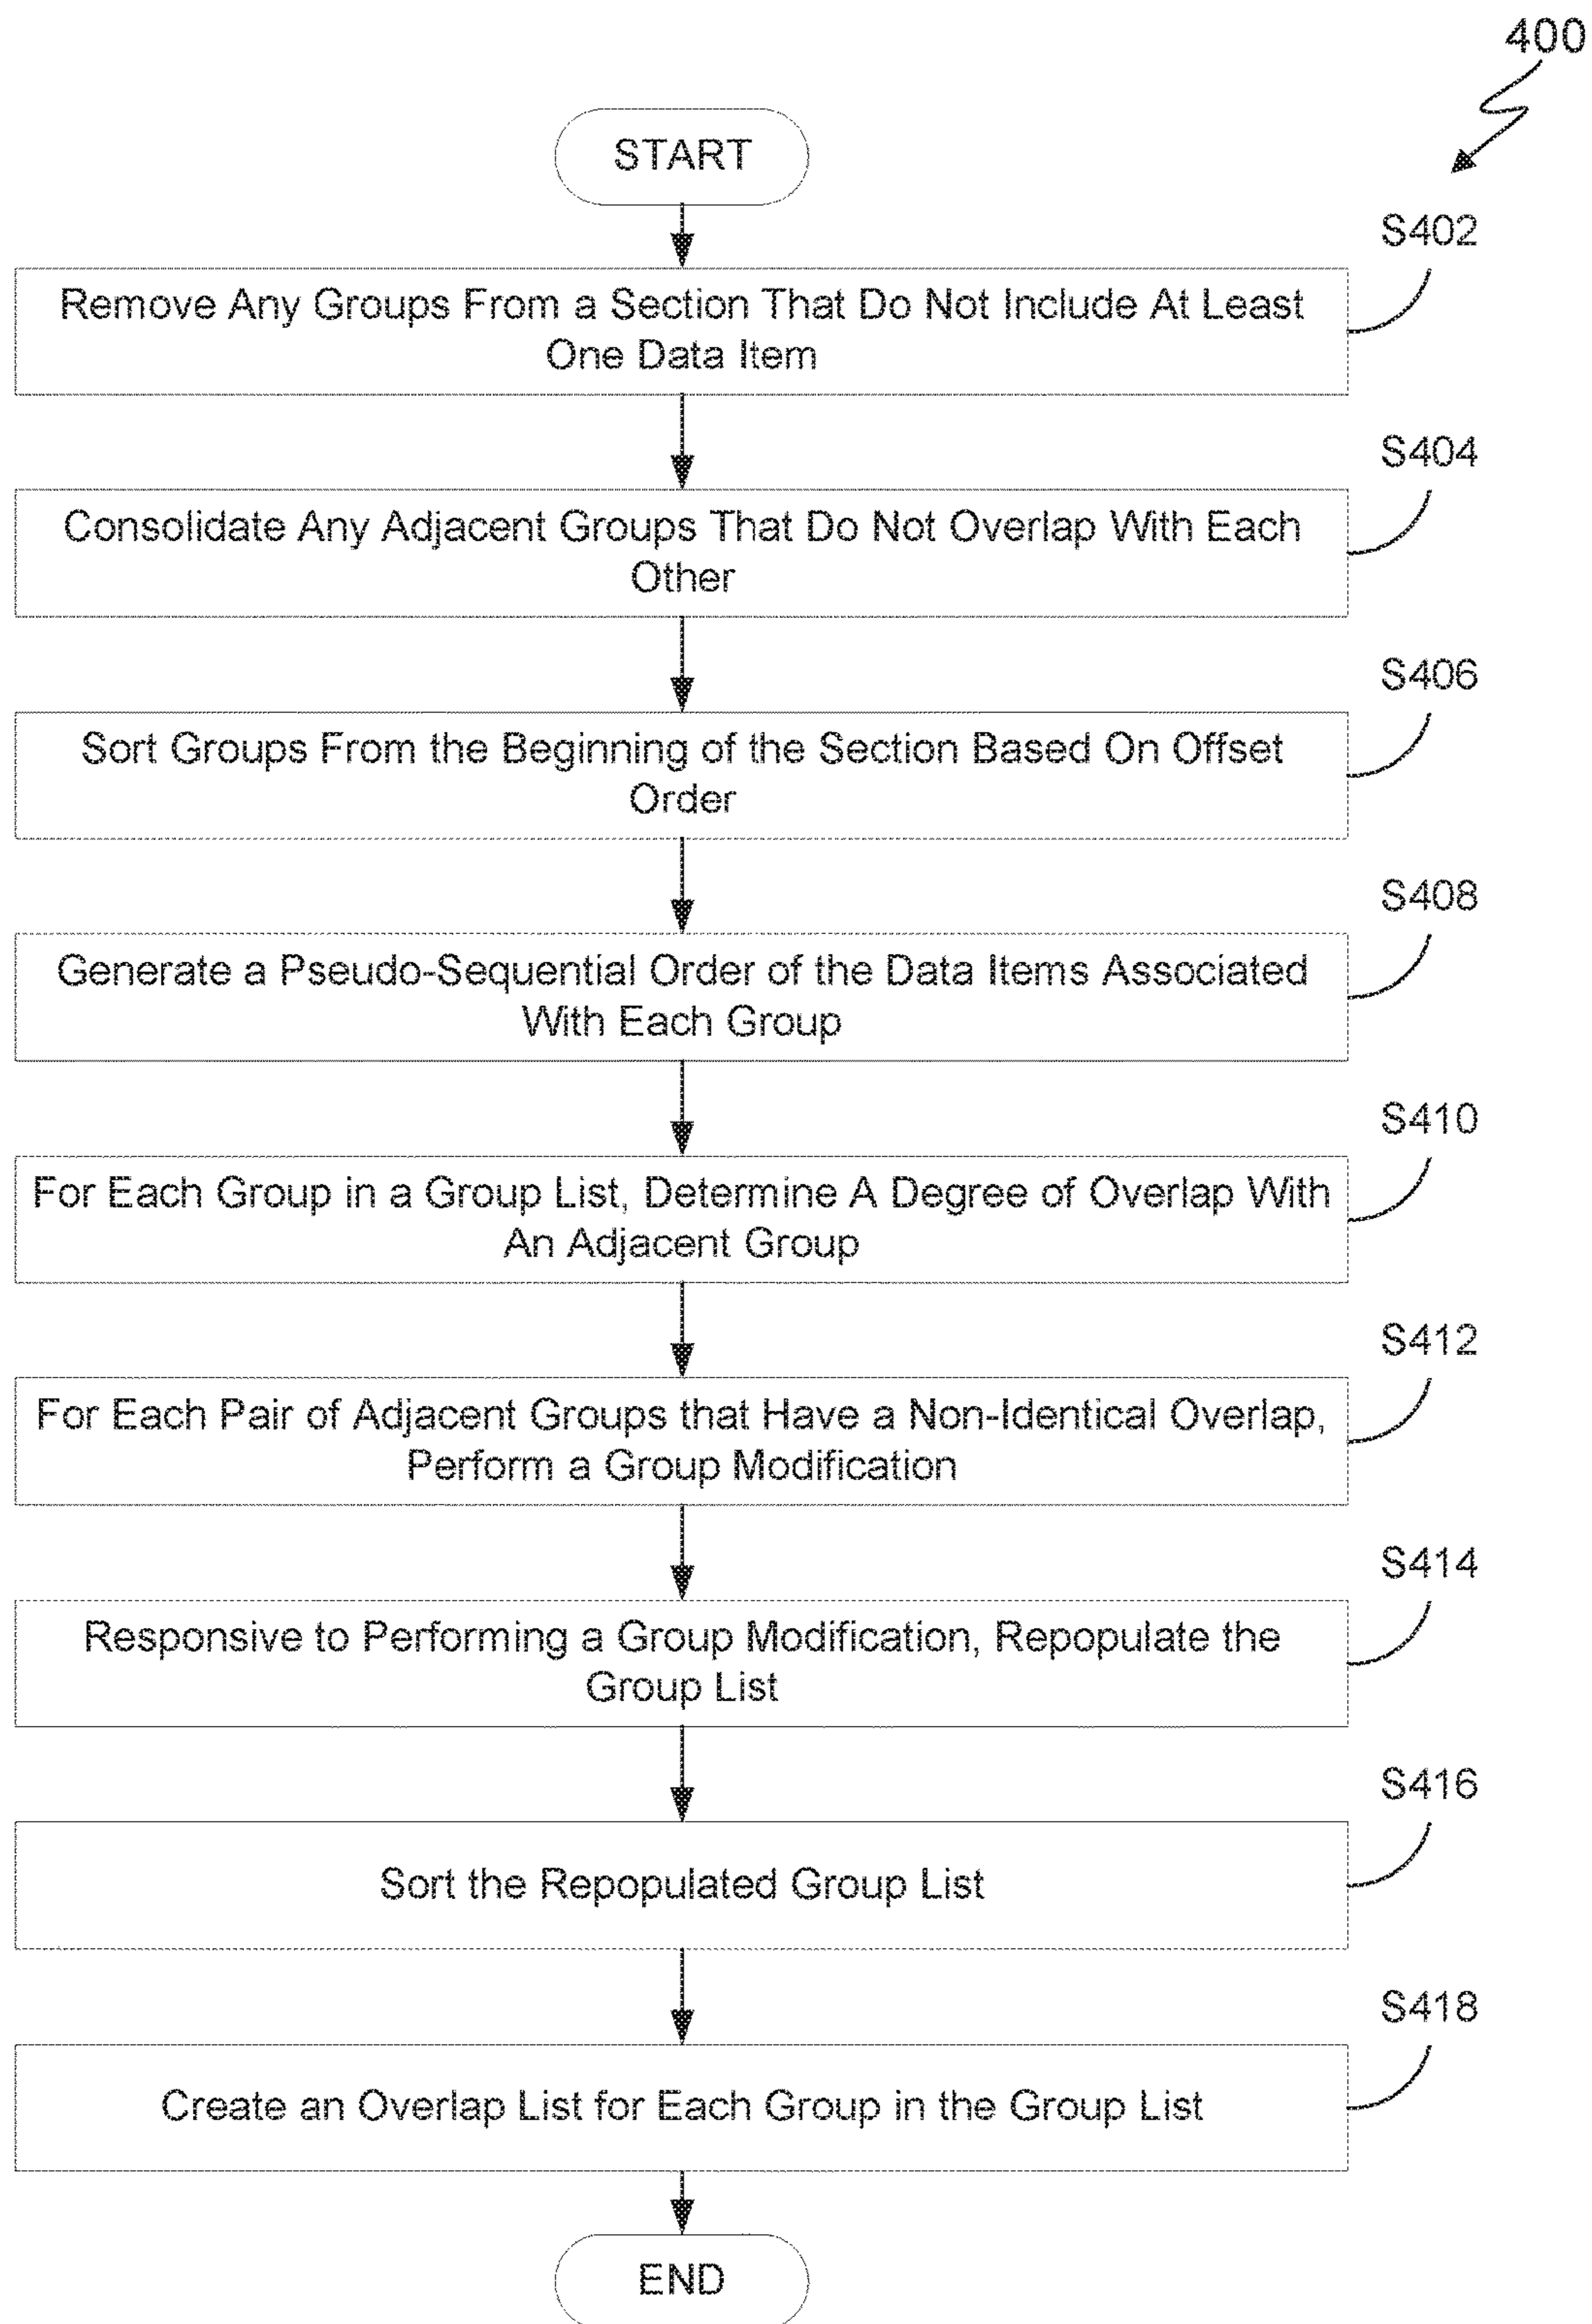 400
START
S402
Remove Any Groups From a Section That Do Not Include At Least
One Data Item
S404
Consolidate Any Adjacent Groups That Do Not Overlap With Each
Other
S406
Sort Groups From the Beginning of the Section Based On Offset
Order
S408
Generate a Pseudo-Sequential Order of the Data Items Associated
With Each Group
S410
For Each Group in a Group List, Determine A Degree of Overlap With
An Adjacent Group
S412
For Each Pair of Adjacent Groups that Have a Non-Identical Overlap,
Perform a Group Modification
S414
Responsive to Performing a Group Modification, Repopulate the
Group List
S416
Sort the Repopulated Group List
S418
Create an Overlap List for Each Group in the Group List
END